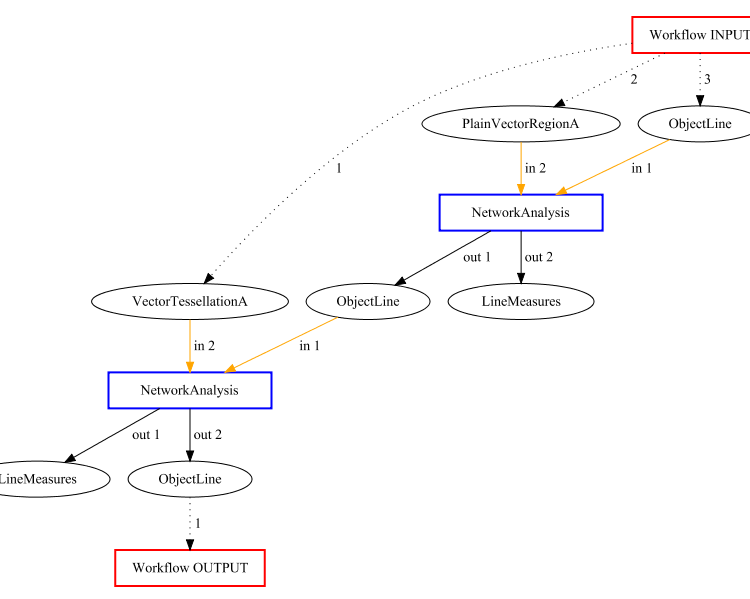 Workflow INPUT
2
3
PlainVectorRegionA
ObjectLine
1
in 2
in 1
NetworkAnalysis
out 1
out 2
VectorTessellationA
ObjectLine
LineMeasures
in 2
in 1
NetworkAnalysis
out 1
out 2
LineMeasures
ObjectLine
1
Workflow OUTPUT